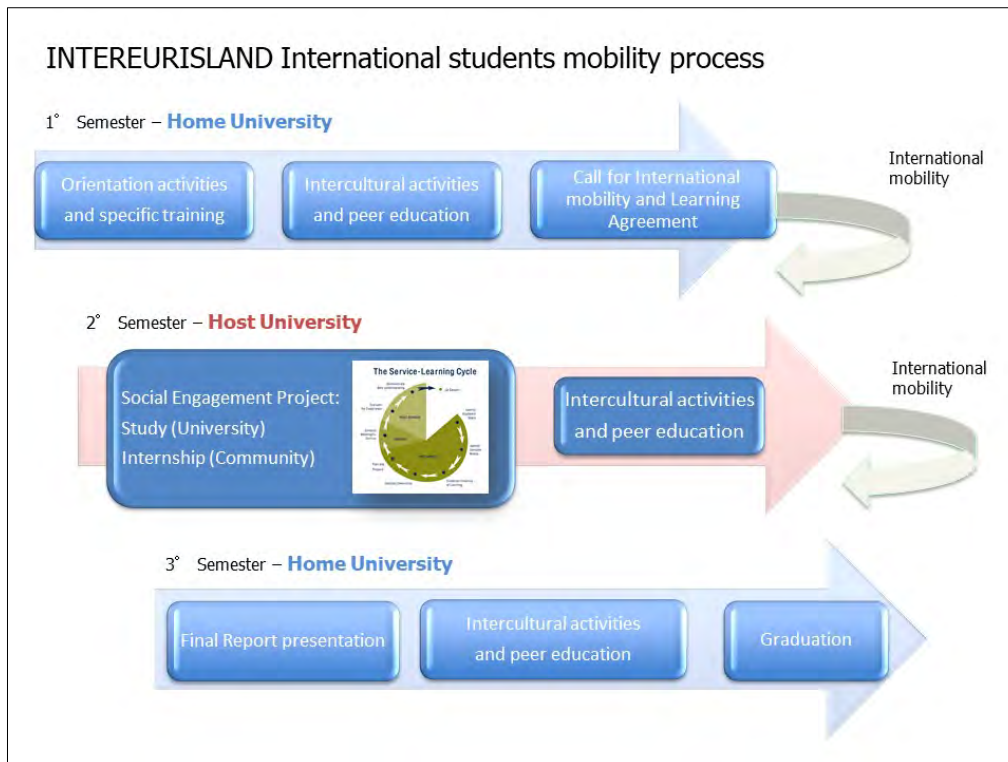 INTEREURISLAND International students mobility process
1° Semester – Home University
Orientation activities
and specific training
Intercultural activities
and peer education
Call for International
mobility and Learning
Agreement
International
mobility
2° Semester – Host University
Social Engagement Project:
Study (University)
Internship (Community)
The Service-Learning Cycle
Intercultural activities
and peer education
International
mobility
3° Semester – Home University
Final Report presentation
Intercultural activities
and peer education
Graduation